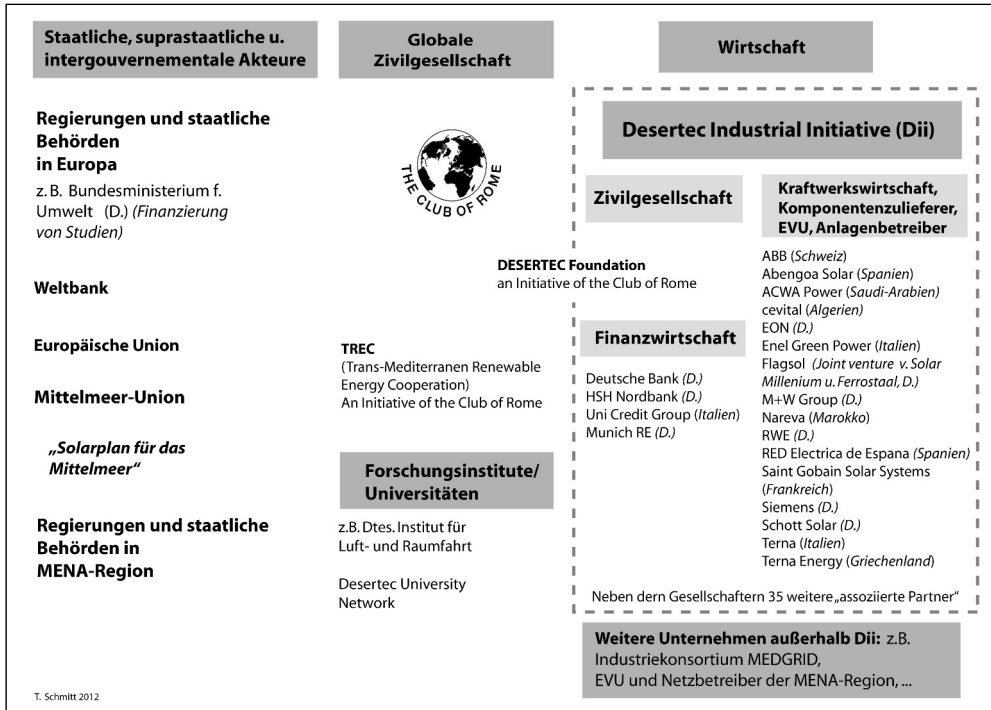 Staatliche, suprastaatliche u.
intergouvernementale Akteure
Regierungen und staatliche
Behörden
in Europa
z. B. Bundesministerium f.
Umwelt (D.) (Finanzierung
von Studien)
Weltbank
Europäische Union
Mittelmeer-Union
„Solarplan für das
Mittelmeer“
Regierungen und staatliche
Behörden in
MENA-Region
Globale
Zivilgesellschaft
THE CLUB OF ROME
DESERTEC Foundation
an Initiative of the Club of Rome
TREC
(Trans-Mediterranen Renewable
Energy Cooperation)
An Initiative of the Club of Rome
Forschungsinstitute/
Universitäten
z.B. Dtes. Institut für
Luft- und Raumfahrt
Desertec University
Network
Wirtschaft
Desertec Industrial Initiative (Dii)
Zivilgesellschaft
Finanzwirtschaft
Deutsche Bank (D.)
HSH Nordbank (D.)
Uni Credit Group (Italien)
Munich RE (D.)
Kraftwerkswirtschaft,
Komponentenzulieferer,
EVU, Anlagenbetreiber
ABB (Schweiz)
Abengoa Solar (Spanien)
ACWA Power (Saudi-Arabien)
cevital (Algerien)
EON (D.)
Enel Green Power (Italien)
Flagsol (Joint venture v. Solar
Millenium u. Ferrostaal, D.)
M+W Group (D.)
Nareva (Marokko)
RWE (D.)
RED Electrica de Espana (Spanien)
Saint Gobain Solar Systems
(Frankreich)
Siemens (D.)
Schott Solar (D.)
Terna (Italien)
Terna Energy (Griechenland)
Neben dern Gesellschaftern 35 weitere „assoziierte Partner“
Weitere Unternehmen außerhalb Dii: z.B.
Industriekonsortium MEDGRID,
EVU und Netzbetreiber der MENA-Region, ...
T. Schmitt 2012